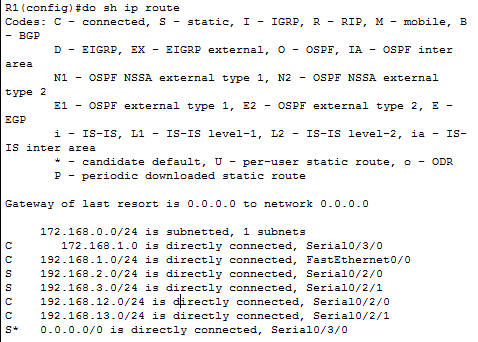 R1(config)#do sh ip route
Codes: C - connected, S - static, I - IGRP, R - RIP, M - mobile, B
- BGP
D - EIGRP, EX - EIGRP external, O - OSPF, IA - OSPF inter
area
N1 - OSPF NSSA external type 1, N2 - OSPF NSSA external
type 2
E1 - OSPF external type 1, E2 - OSPF external type 2, E -
EGP
i - IS-IS, L1 - IS-IS level-1, L2 - IS-IS level-2, ia - IS-
IS inter area
* - candidate default, U - per-user static route, o - ODR
P - periodic downloaded static route
Gateway of last resort is 0.0.0.0 to network 0.0.0.0
172.168.0.0/24 is subnetted, 1 subnets
C 172.168.1.0 is directly connected, Serial0/3/0
C 192.168.1.0/24 is directly connected, FastEthernet0/0
S 192.168.2.0/24 is directly connected, Serial0/2/0
S 192.168.3.0/24 is directly connected, Serial0/2/1
C 192.168.12.0/24 is directly connected, Serial0/2/0
C 192.168.13.0/24 is directly connected, Serial0/2/1
S* 0.0.0.0/0 is directly connected, Serial0/3/0